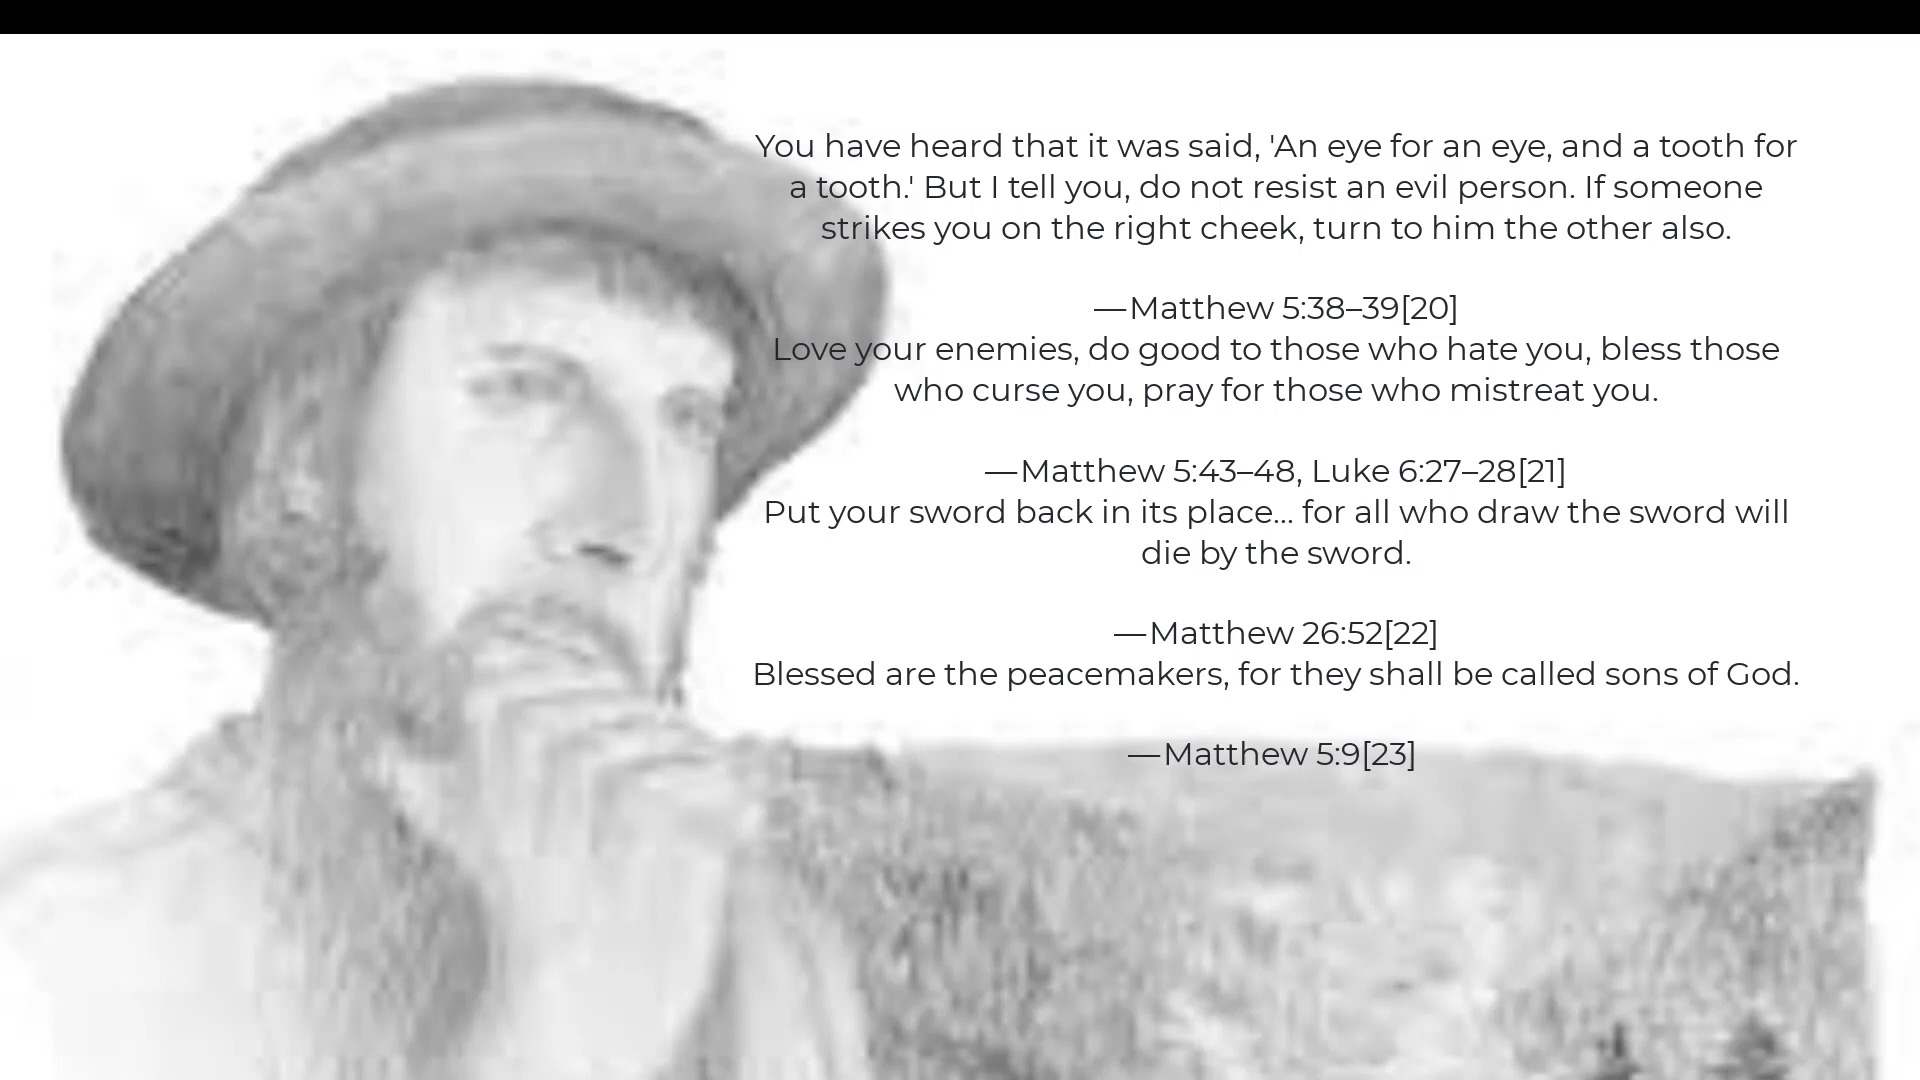 You have heard that it was said, 'An eye for an eye, and a tooth for
a tooth.' But I tell you, do not resist an evil person. If someone
strikes you on the right cheek, turn to him the other also.
—Matthew 5:38–39[20]
Love your enemies, do good to those who hate you, bless those
who curse you, pray for those who mistreat you.
—Matthew 5:43–48, Luke 6:27–28[21]
Put your sword back in its place... for all who draw the sword will
die by the sword.
—Matthew 26:52[22]
Blessed are the peacemakers, for they shall be called sons of God.
—Matthew 5:9[23]